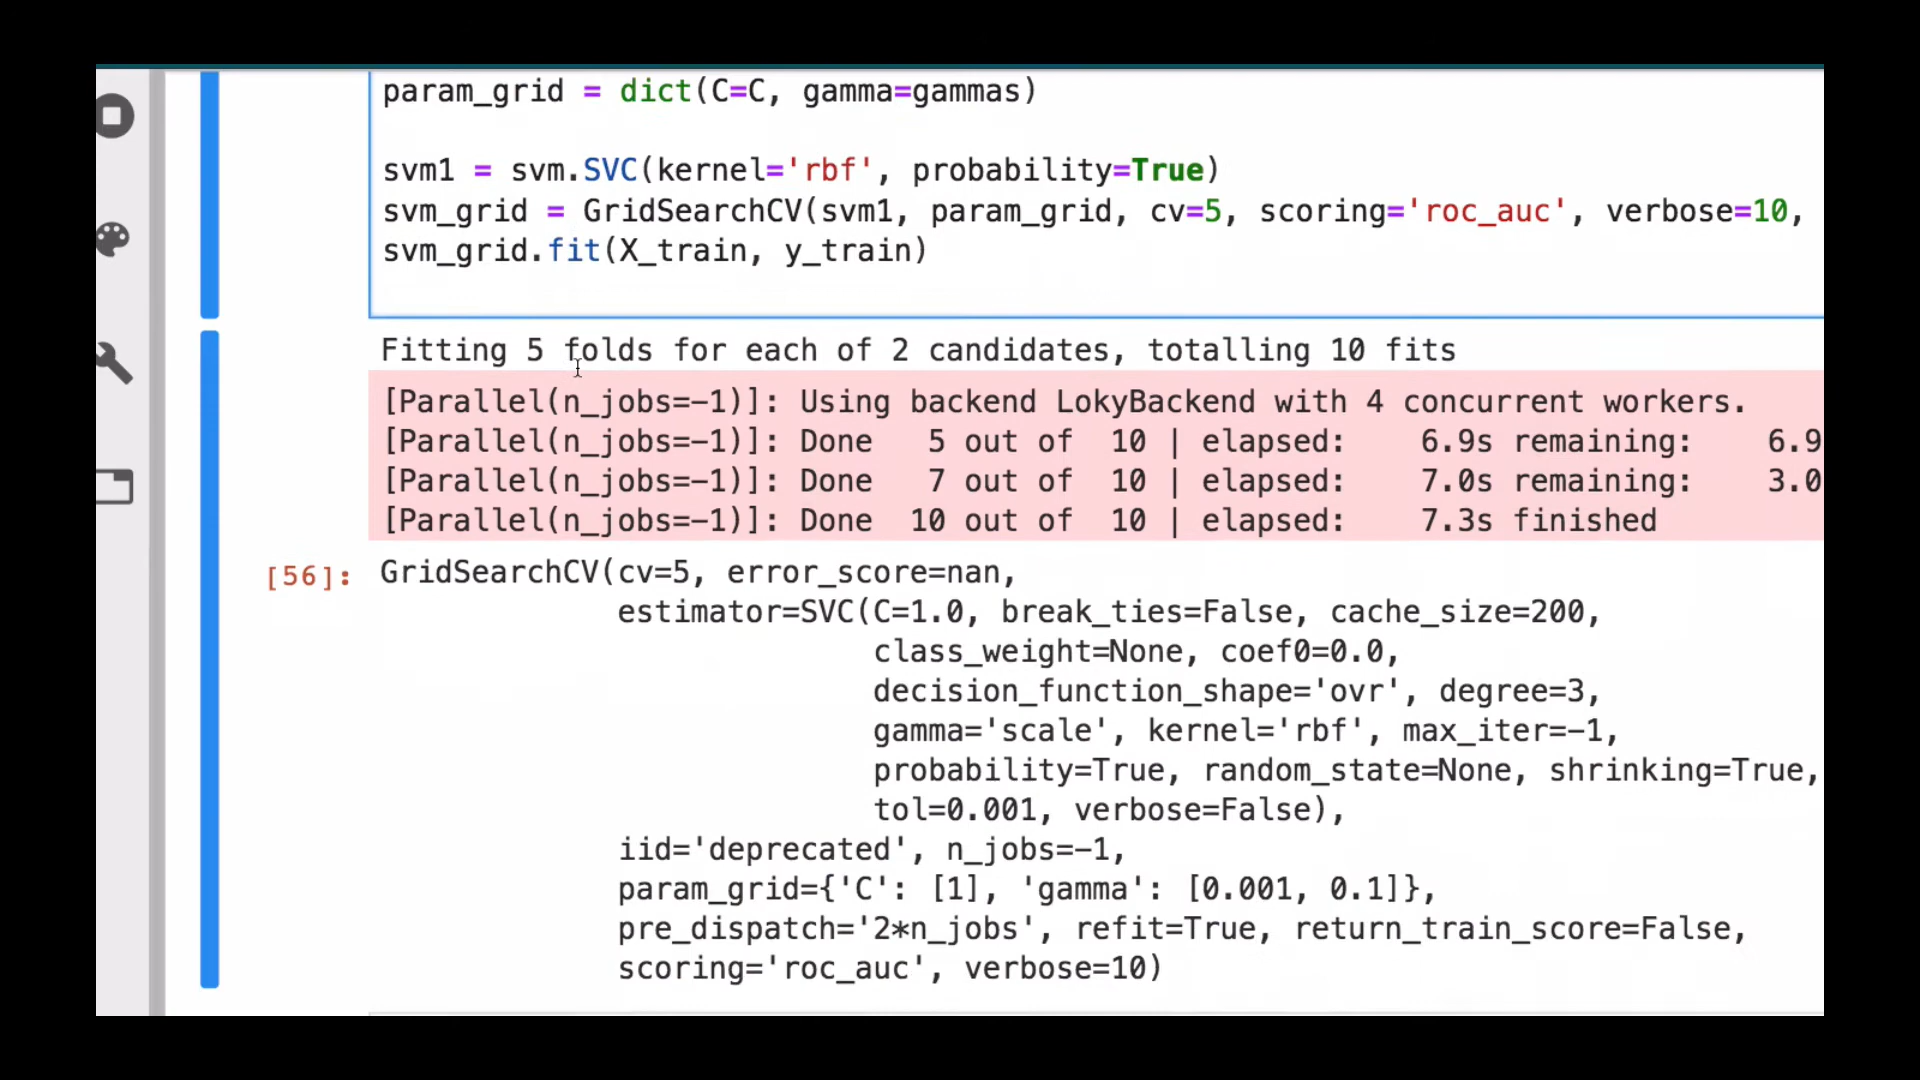 param_grid = dict(C=C, gamma=gammas)
svm1 = svm.SVC(kernel='rbf', probability=True)
svm_grid = GridSearchCV(svm1, param_grid, cv=5, scoring='roc_auc', verbose=10,
svm_grid.fit(X_train, y_train)
Fitting 5 folds for each of 2 candidates, totalling 10 fits
[Parallel(n_jobs=-1)]: Using backend LokyBackend with 4 concurrent workers.
[Parallel(n_jobs=-1)]: Done   5 out of  10 | elapsed:    6.9s remaining:    6.9
[Parallel(n_jobs=-1)]: Done   7 out of  10 | elapsed:    7.0s remaining:    3.0
[Parallel(n_jobs=-1)]: Done  10 out of  10 | elapsed:    7.3s finished
[56]: GridSearchCV(cv=5, error_score=nan,
estimator=SVC(C=1.0, break_ties=False, cache_size=200,
class_weight=None, coef0=0.0,
decision_function_shape='ovr', degree=3,
gamma='scale', kernel='rbf', max_iter=-1,
probability=True, random_state=None, shrinking=True,
tol=0.001, verbose=False),
iid='deprecated', n_jobs=-1,
param_grid={'C': [1], 'gamma': [0.001, 0.1]},
pre_dispatch='2*n_jobs', refit=True, return_train_score=False,
scoring='roc_auc', verbose=10)